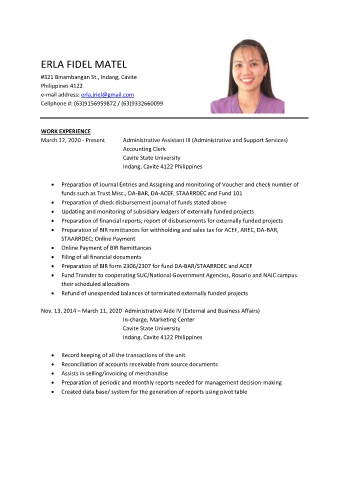 ERLA FIDEL MATEL
#321 Binambangan St., Indang, Cavite
Philippines 4122
e-mail address: erla.jriel@gmail.com
Cellphone #: (63)9156959872 / (63)9332660099
WORK EXPERIENCE
March 12, 2020 - Present Administrative Assistant III (Administrative and Support Services)
Accounting Clerk
Cavite State University
Indang, Cavite 4122 Philippines
• Preparation of Journal Entries and Assigning and monitoring of Voucher and check number of
funds such as Trust Misc., DA-BAR, DA-ACEF, STAARRDEC and Fund 101
• Preparation of check disbursement journal of funds stated above
• Updating and monitoring of subsidiary ledgers of externally funded projects
• Preparation of financial reports; report of disbursements for externally funded projects
• Preparation of BIR remittances for withholding and sales tax for ACEF, AREC, DA-BAR,
STAARRDEC; Online Payment
• Online Payment of BIR Remittances
• Filing of all financial documents
• Preparation of BIR form 2306/2307 for fund DA-BAR/STAARRDEC and ACEF
• Fund Transfer to cooperating SUC/National Government Agencies, Rosario and NAIC campus
their scheduled allocations
• Refund of unexpended balances of terminated externally funded projects
Nov. 13, 2014 – March 11, 2020 Administrative Aide IV (External and Business Affairs)
In-charge, Marketing Center
Cavite State University
Indang, Cavite 4122 Philippines
• Record keeping of all the transactions of the unit
• Reconciliation of accounts receivable from source documents
• Assists in selling/invoicing of merchandise
• Preparation of periodic and monthly reports needed for management decision-making
• Created data base/ system for the generation of reports using pivot table